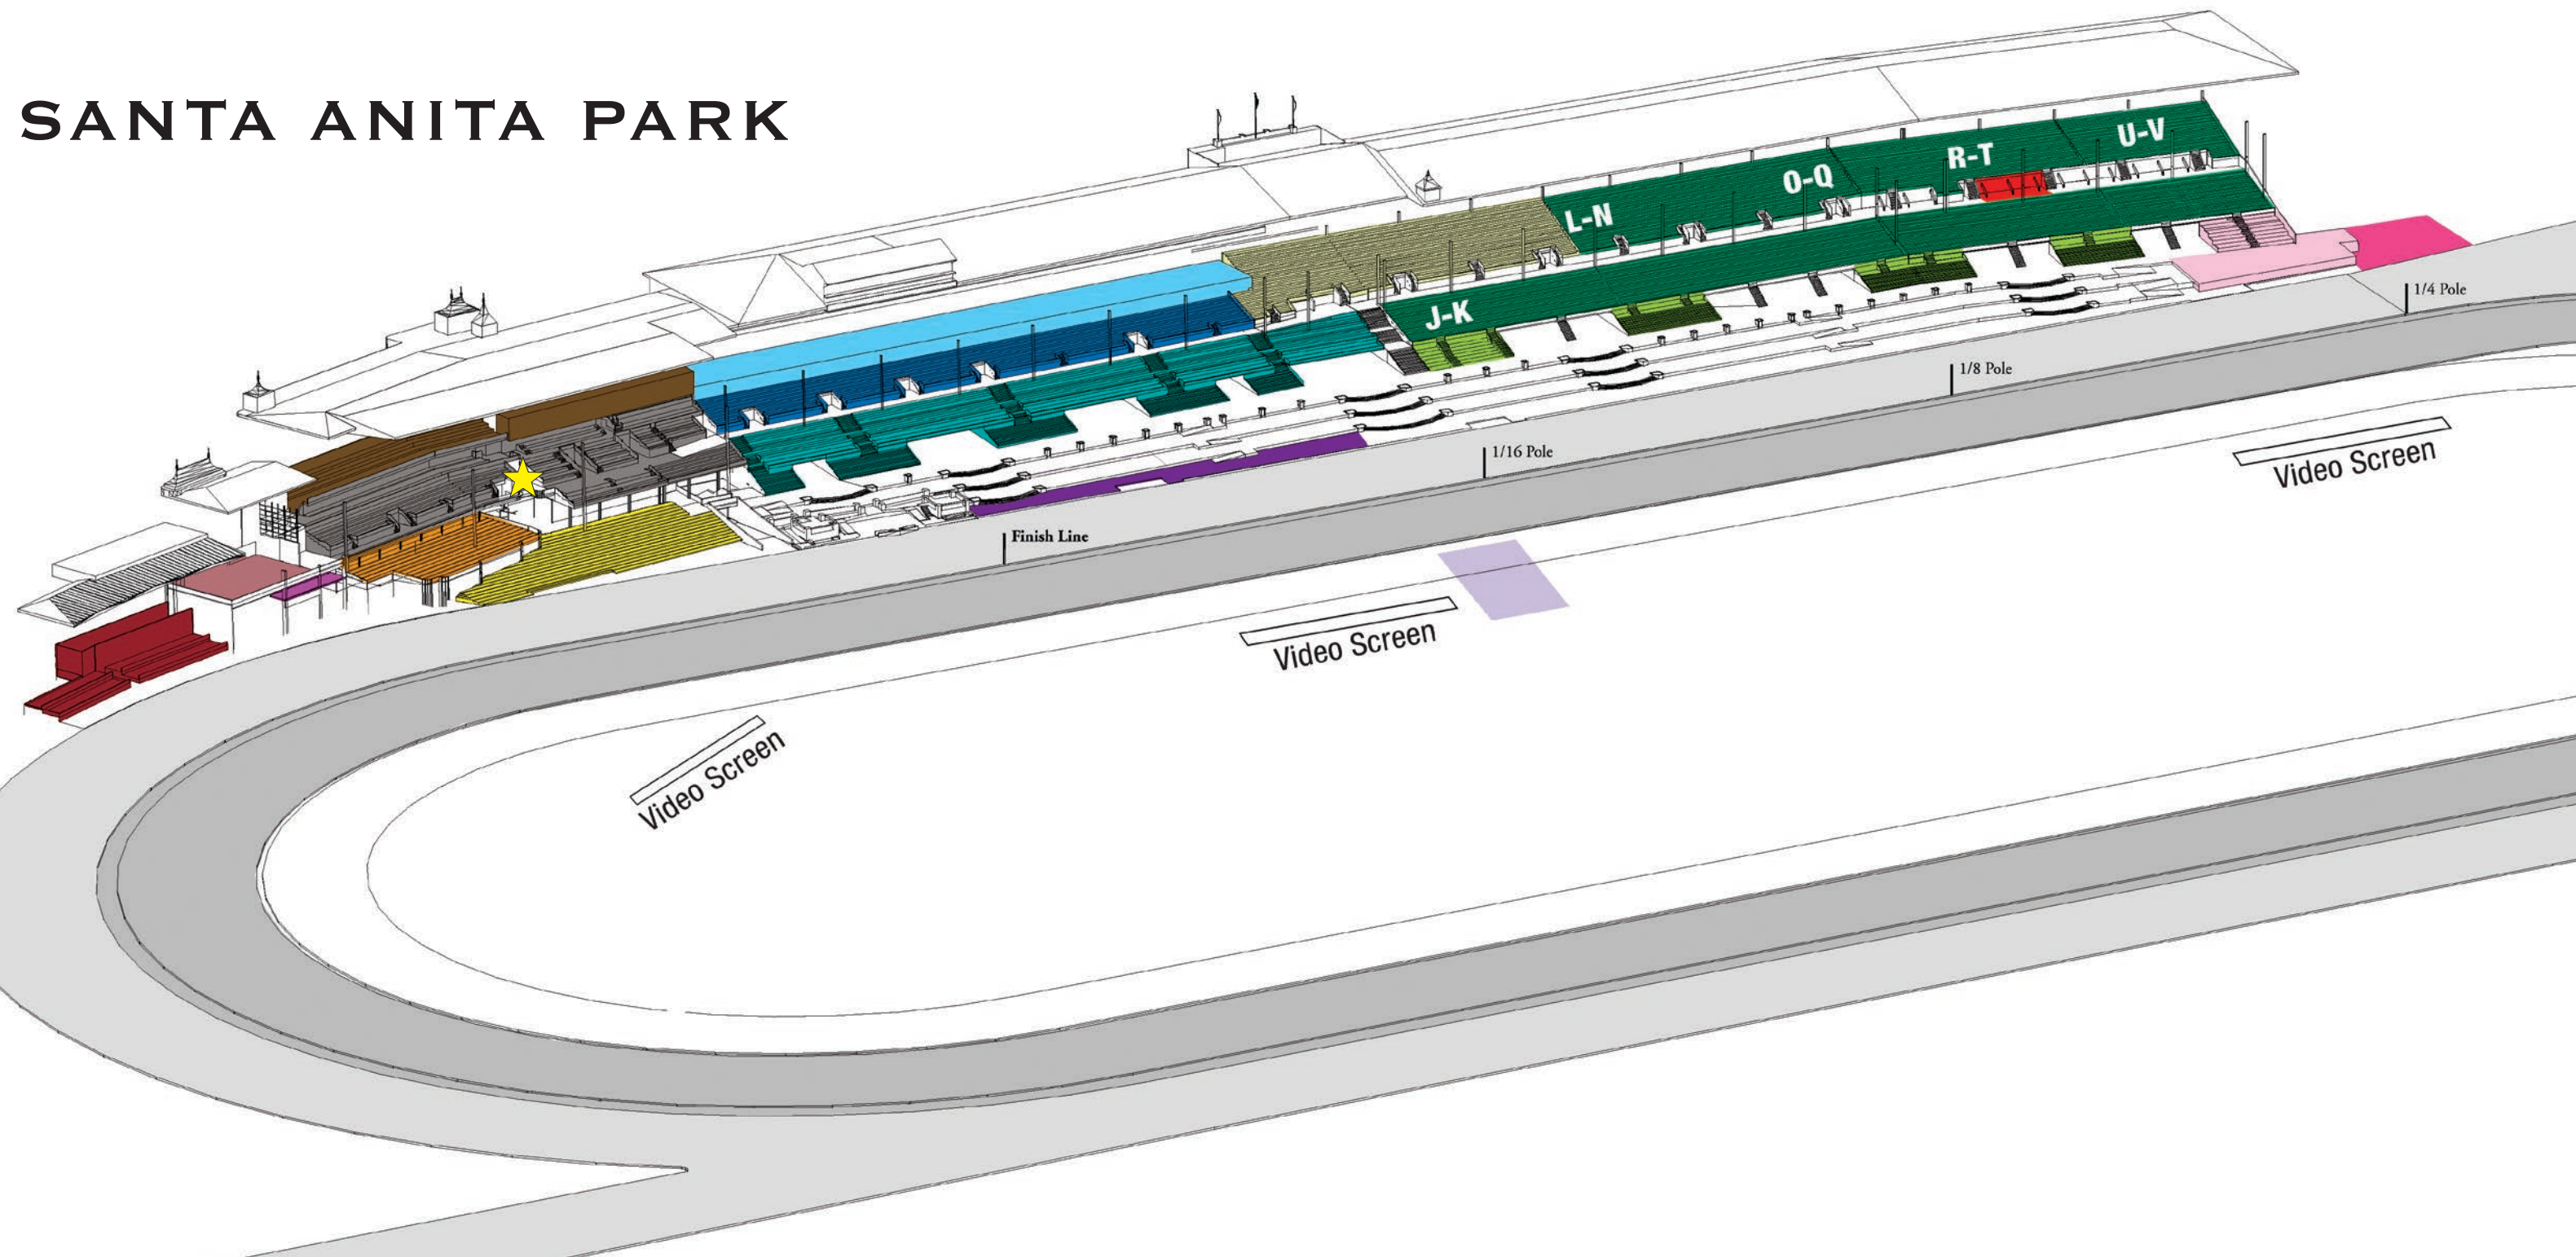 SANTA ANITA PARK
U-V
R-T
O-Q
L-N
J-K
1/4 Pole
1/8 Pole
1/16 Pole
Finish Line
Video Screen
Video Screen
Video Screen